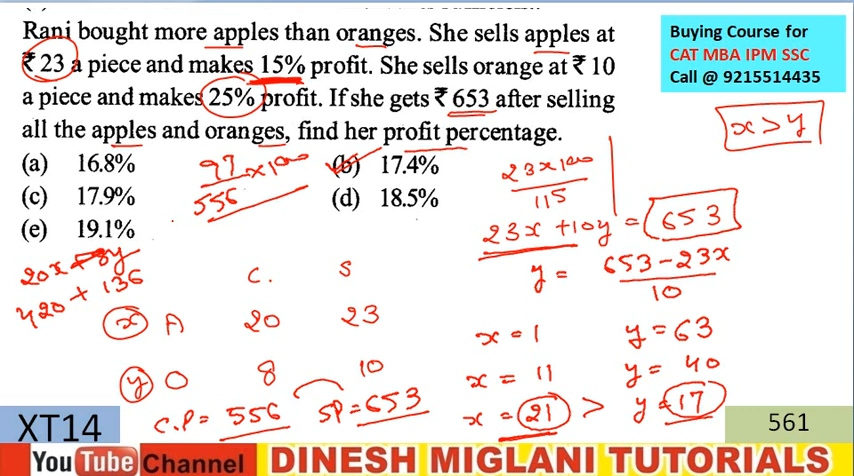 Rani bought more apples than oranges. She sells apples at
₹ 23 a piece and makes 15% profit. She sells orange at ₹ 10
a piece and makes 25% profit. If she gets ₹ 653 after selling
all the apples and oranges, find her profit percentage.
(a) 16.8% (b) 17.4%
(c) 17.9% (d) 18.5%
(e) 19.1%
Buying Course for
CAT MBA IPM SSC
Call @ 9215514435
x > y
97/556 × 100
23 × 100 / 115
23x + 10y = 653
y = 653 - 23x / 10
20x + 8y
420 + 136
C. S
x A 20 23
y O 8 10
C.P = 556 SP = 653
x = 1 y = 63
x = 11 y = 40
x = 21 > y = 17
XT14
561
YouTube Channel DINESH MIGLANI TUTORIALS